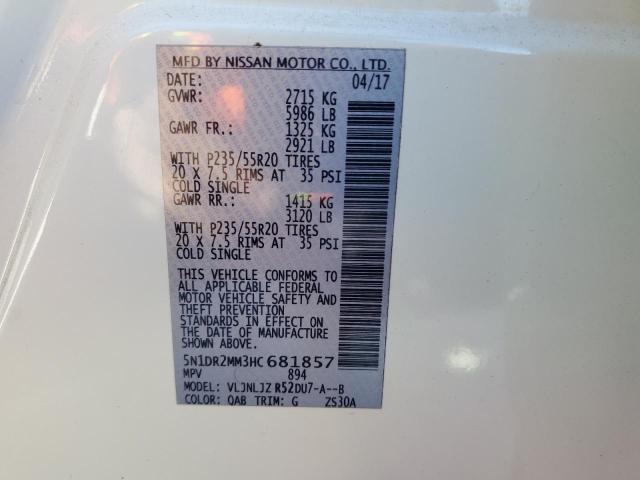 MFD BY NISSAN MOTOR CO., LTD.
DATE: 04/17
GVWR: 2715 KG
5986 LB
GAWR FR.: 1325 KG
2921 LB
WITH P235/55R20 TIRES
20 X 7.5 RIMS AT 35 PSI
COLD SINGLE
GAWR RR.: 1415 KG
3120 LB
WITH P235/55R20 TIRES
20 X 7.5 RIMS AT 35 PSI
COLD SINGLE
THIS VEHICLE CONFORMS TO
ALL APPLICABLE FEDERAL
MOTOR VEHICLE SAFETY AND
THEFT PREVENTION
STANDARDS IN EFFECT ON
THE DATE OF MANUFACTURE
SHOWN ABOVE.
5N1DR2MM3HC681857
MPV 894
MODEL: VLJNLJZ R52DU7-A--B
COLOR: QAB TRIM: G ZS30A